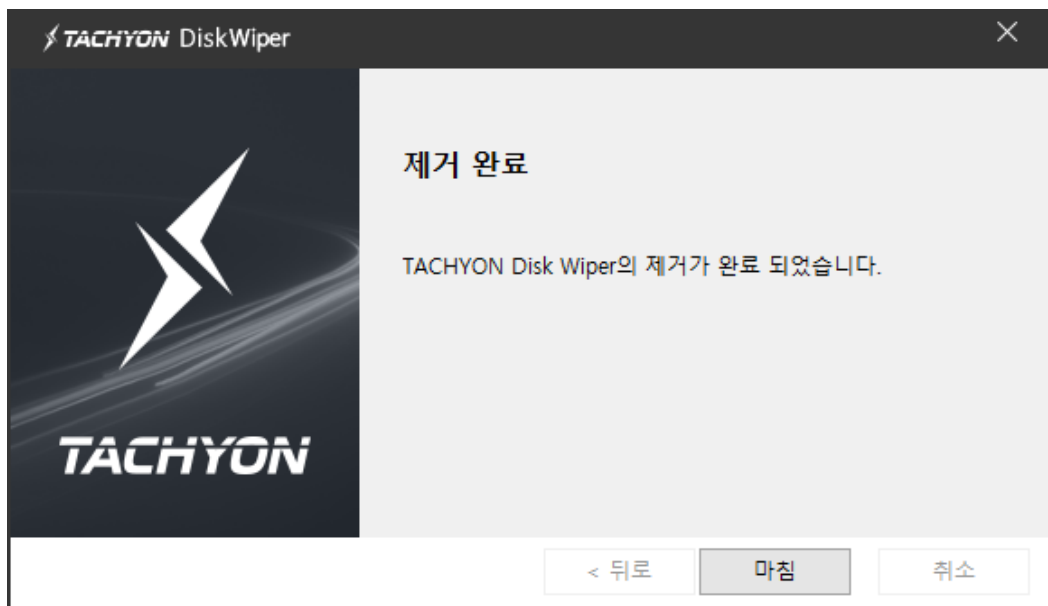 TACHYON DiskWiper
제거 완료
TACHYON Disk Wiper의 제거가 완료 되었습니다.
TACHYON
< 뒤로
마침
취소